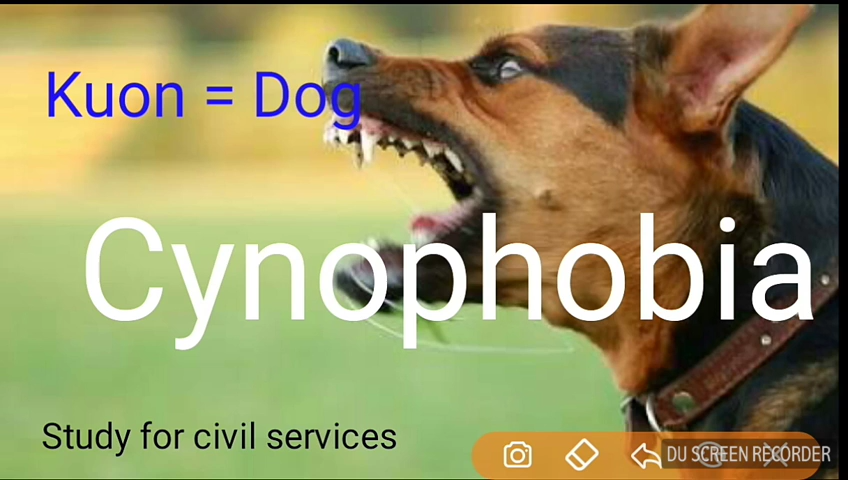 Kuon = Dog
Cynophobia
Study for civil services
DU SCREEN RECORDER